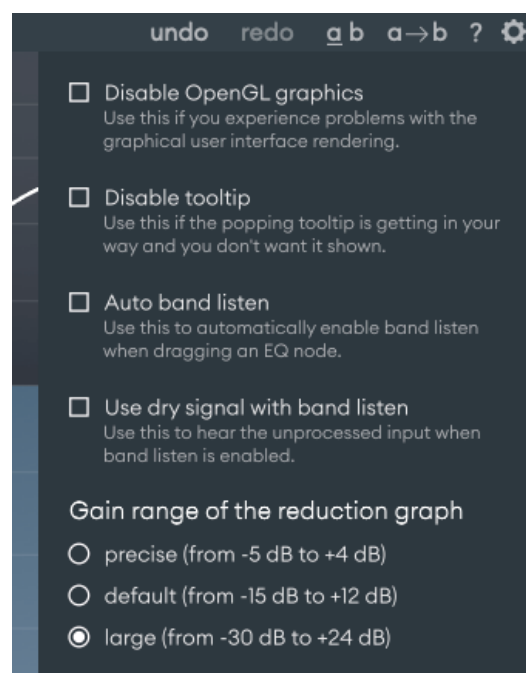 undo redo a b a→b ?
Disable OpenGL graphics
Use this if you experience problems with the
graphical user interface rendering.
Disable tooltip
Use this if the popping tooltip is getting in your
way and you don't want it shown.
Auto band listen
Use this to automatically enable band listen
when dragging an EQ node.
Use dry signal with band listen
Use this to hear the unprocessed input when
band listen is enabled.
Gain range of the reduction graph
precise (from -5 dB to +4 dB)
default (from -15 dB to +12 dB)
large (from -30 dB to +24 dB)